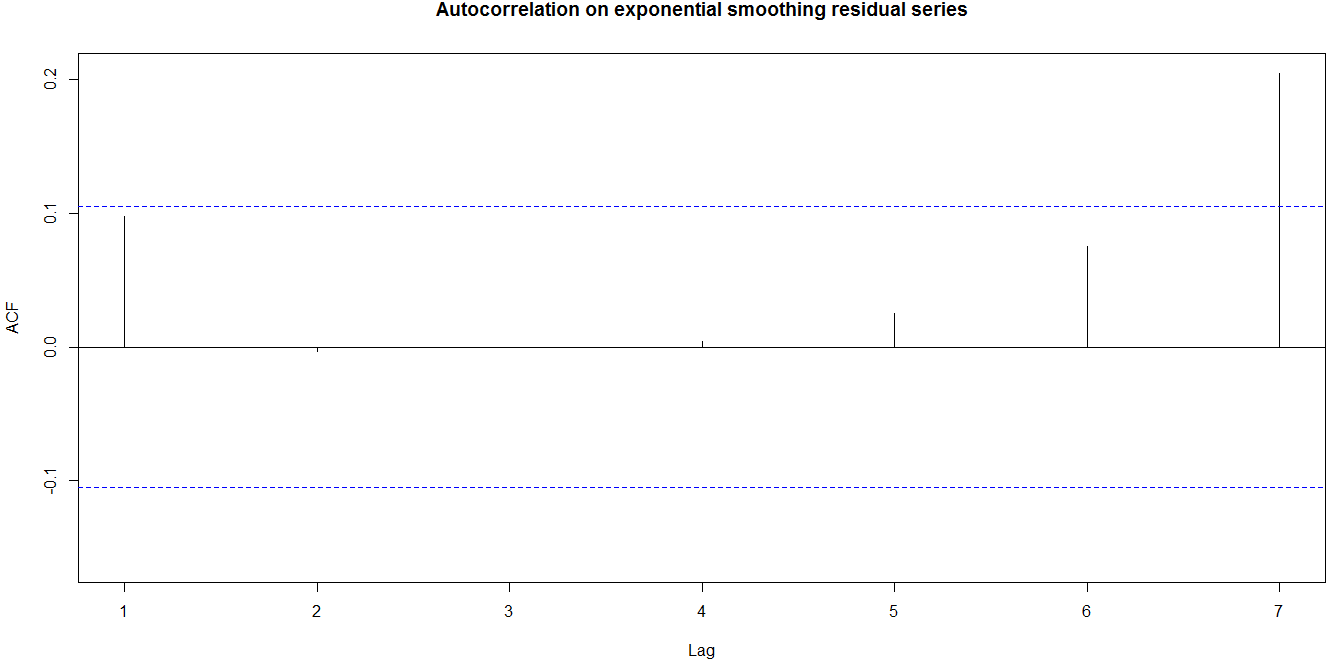 Autocorrelation on exponential smoothing residual series
ACF
0.2
0.1
0.0
-0.1
1 2 3 4 5 6 7
Lag